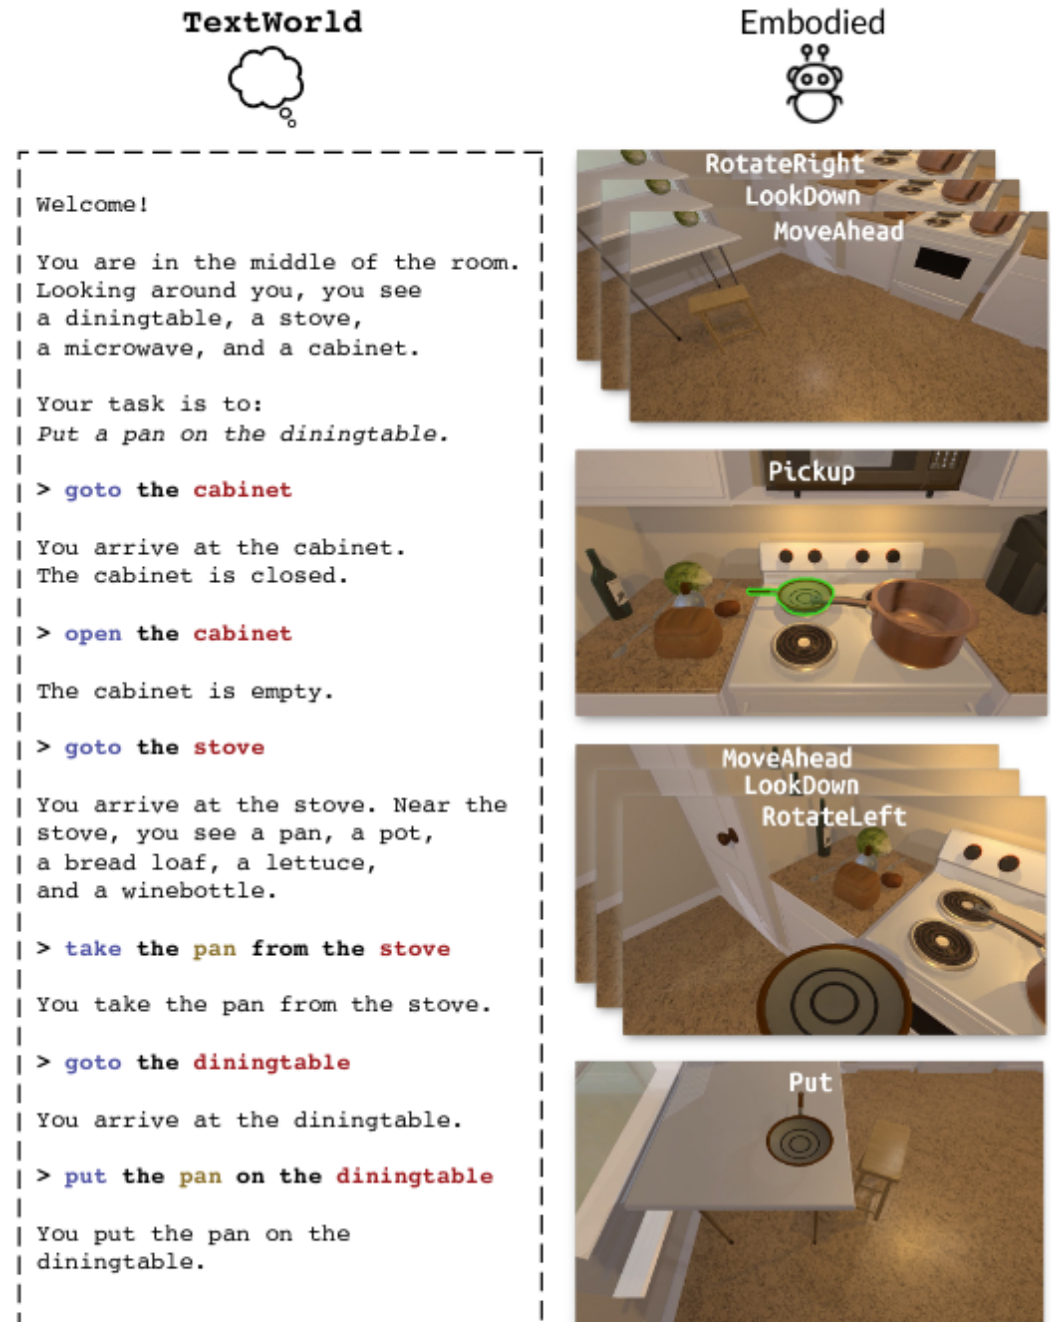 TextWorld
Welcome!
You are in the middle of the room.
Looking around you, you see
a diningtable, a stove,
a microwave, and a cabinet.
Your task is to:
Put a pan on the diningtable.
> goto the cabinet
You arrive at the cabinet.
The cabinet is closed.
> open the cabinet
The cabinet is empty.
> goto the stove
You arrive at the stove. Near the
stove, you see a pan, a pot,
a bread loaf, a lettuce,
and a winebottle.
> take the pan from the stove
You take the pan from the stove.
> goto the diningtable
You arrive at the diningtable.
> put the pan on the diningtable
You put the pan on the
diningtable.
Embodied
RotateRight
LookDown
MoveAhead
Pickup
MoveAhead
LookDown
RotateLeft
Put